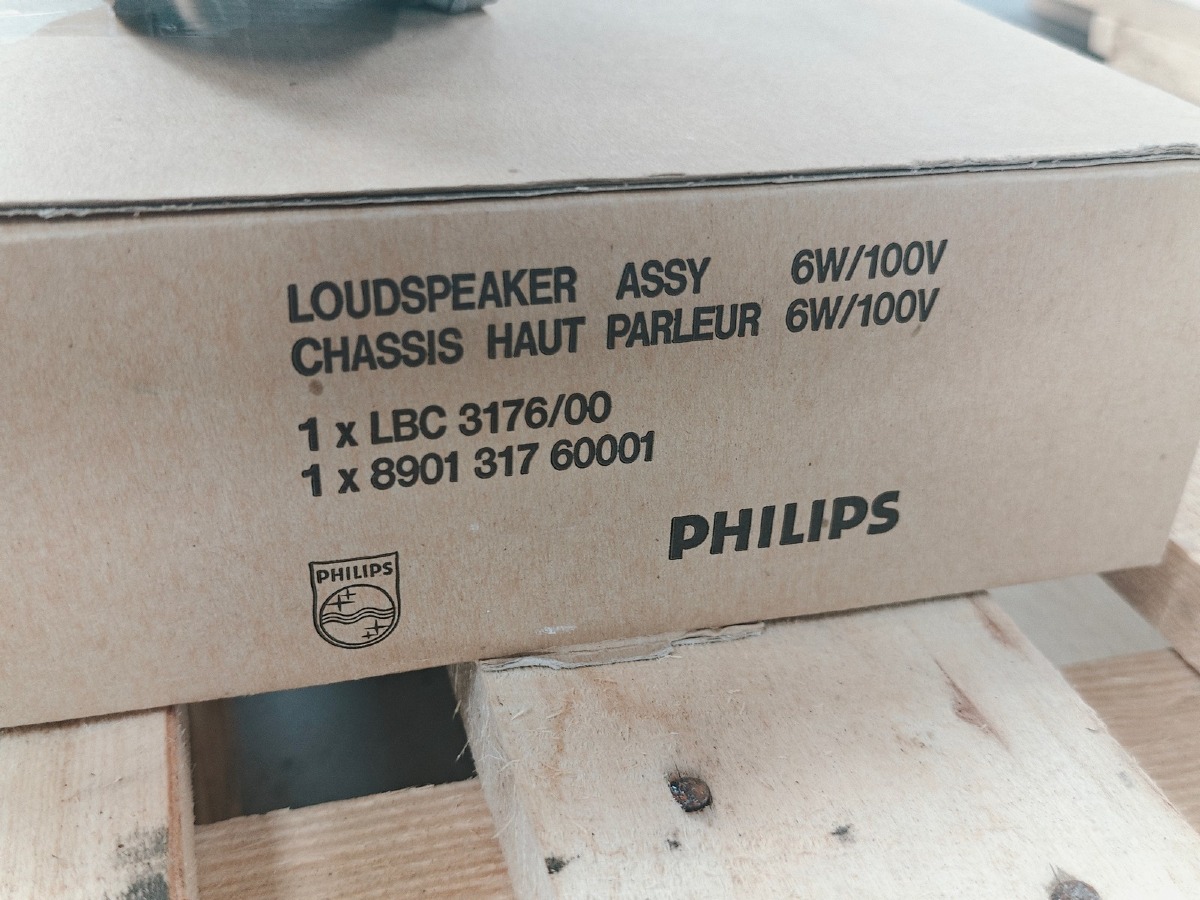 LOUDSPEAKER ASSY 6W/100V
CHASSIS HAUT PARLEUR 6W/100V
1 x LBC 3176/00
1 x 8901 317 60001
PHILIPS
PHILIPS